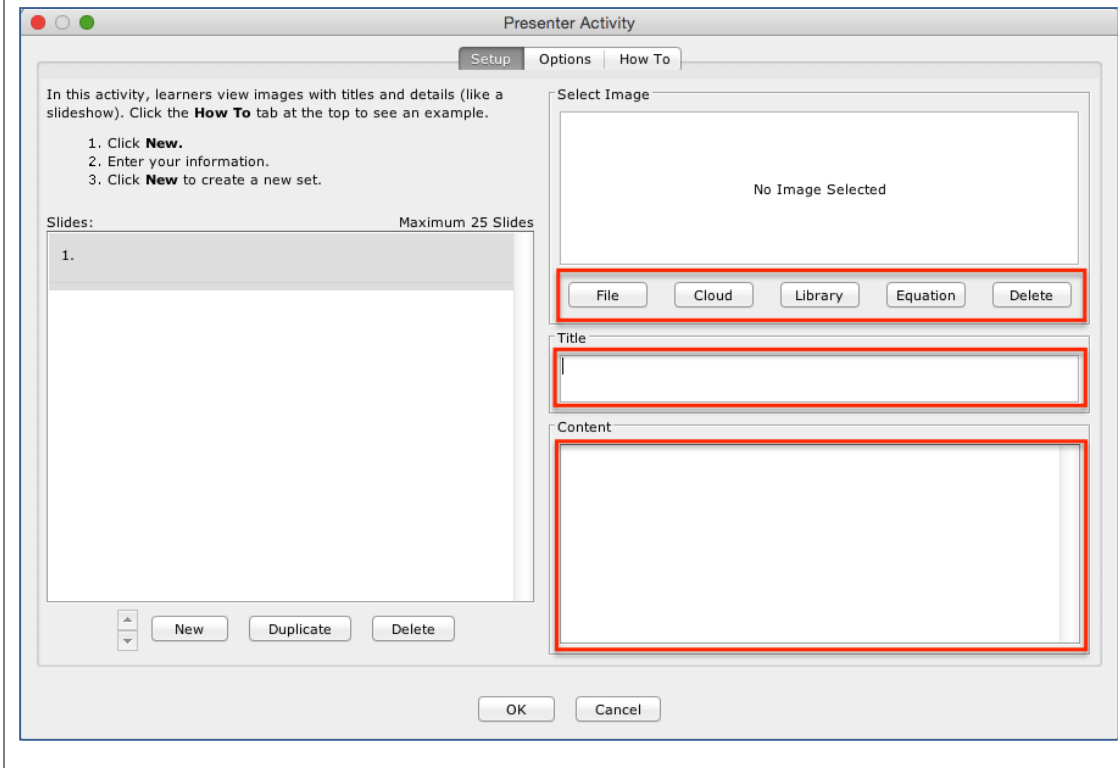 Presenter Activity
Setup Options How To
In this activity, learners view images with titles and details (like a
slideshow). Click the How To tab at the top to see an example.
1. Click New.
2. Enter your information.
3. Click New to create a new set.
Slides: Maximum 25 Slides
1.
New Duplicate Delete
Select Image
No Image Selected
File Cloud Library Equation Delete
Title
Content
OK Cancel